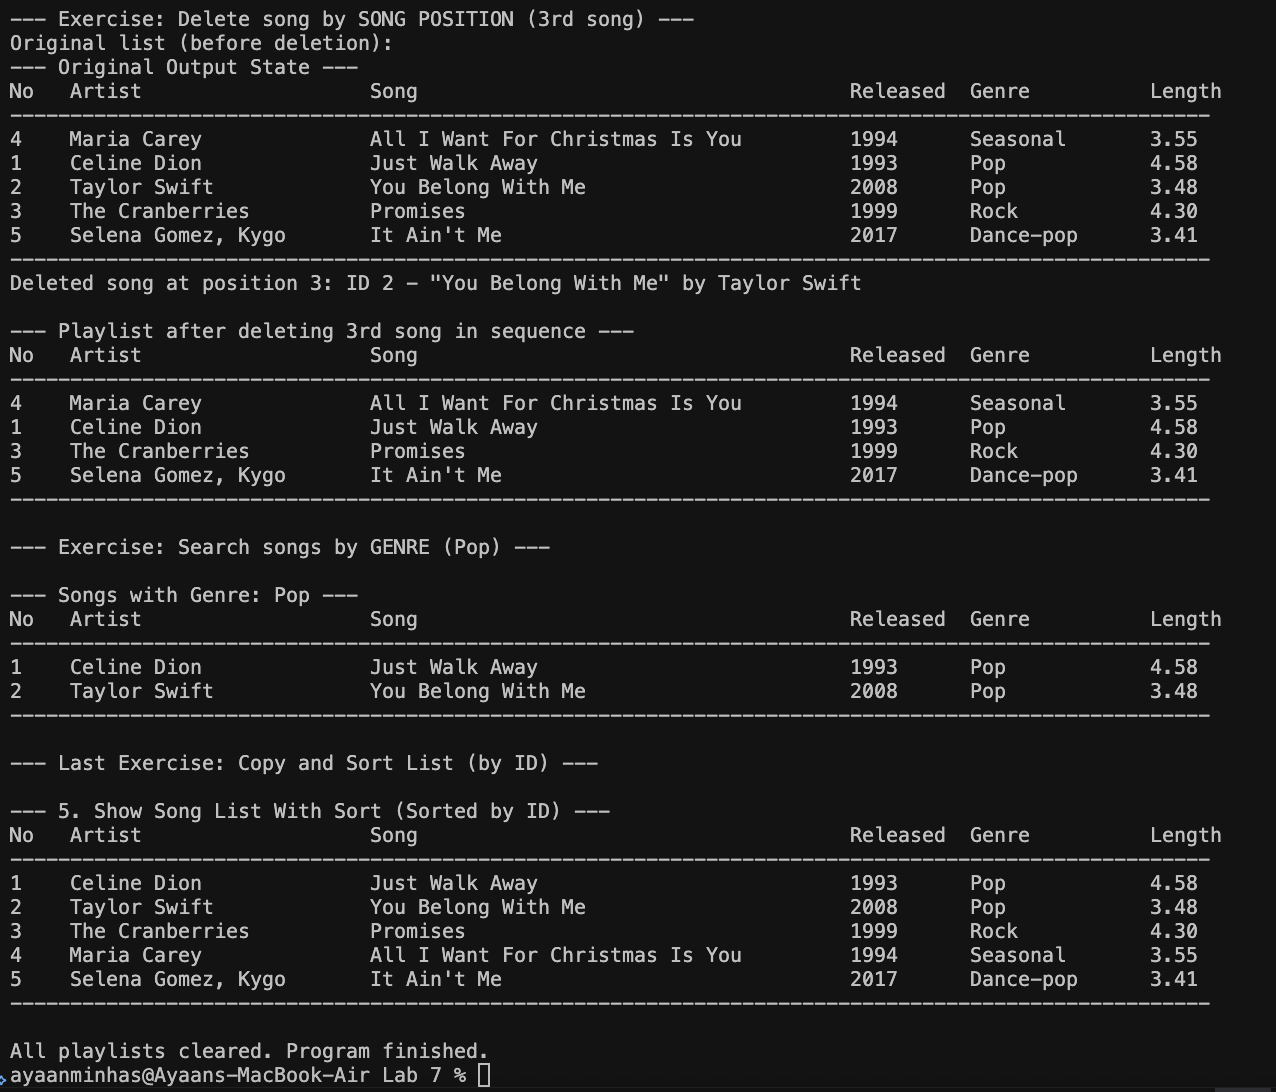 --- Exercise: Delete song by SONG POSITION (3rd song) ---
Original list (before deletion):
--- Original Output State ---
No   Artist                   Song                                    Released  Genre          Length
----------------------------------------------------------------------------------------------------
4    Maria Carey              All I Want For Christmas Is You         1994      Seasonal       3.55
1    Celine Dion              Just Walk Away                          1993      Pop            4.58
2    Taylor Swift             You Belong With Me                      2008      Pop            3.48
3    The Cranberries          Promises                                1999      Rock           4.30
5    Selena Gomez, Kygo       It Ain't Me                             2017      Dance-pop      3.41
----------------------------------------------------------------------------------------------------
Deleted song at position 3: ID 2 - "You Belong With Me" by Taylor Swift

--- Playlist after deleting 3rd song in sequence ---
No   Artist                   Song                                    Released  Genre          Length
----------------------------------------------------------------------------------------------------
4    Maria Carey              All I Want For Christmas Is You         1994      Seasonal       3.55
1    Celine Dion              Just Walk Away                          1993      Pop            4.58
3    The Cranberries          Promises                                1999      Rock           4.30
5    Selena Gomez, Kygo       It Ain't Me                             2017      Dance-pop      3.41
----------------------------------------------------------------------------------------------------

--- Exercise: Search songs by GENRE (Pop) ---

--- Songs with Genre: Pop ---
No   Artist                   Song                                    Released  Genre          Length
----------------------------------------------------------------------------------------------------
1    Celine Dion              Just Walk Away                          1993      Pop            4.58
2    Taylor Swift             You Belong With Me                      2008      Pop            3.48
----------------------------------------------------------------------------------------------------

--- Last Exercise: Copy and Sort List (by ID) ---

--- 5. Show Song List With Sort (Sorted by ID) ---
No   Artist                   Song                                    Released  Genre          Length
----------------------------------------------------------------------------------------------------
1    Celine Dion              Just Walk Away                          1993      Pop            4.58
2    Taylor Swift             You Belong With Me                      2008      Pop            3.48
3    The Cranberries          Promises                                1999      Rock           4.30
4    Maria Carey              All I Want For Christmas Is You         1994      Seasonal       3.55
5    Selena Gomez, Kygo       It Ain't Me                             2017      Dance-pop      3.41
----------------------------------------------------------------------------------------------------

All playlists cleared. Program finished.
ayaanminhas@Ayaans-MacBook-Air Lab 7 %